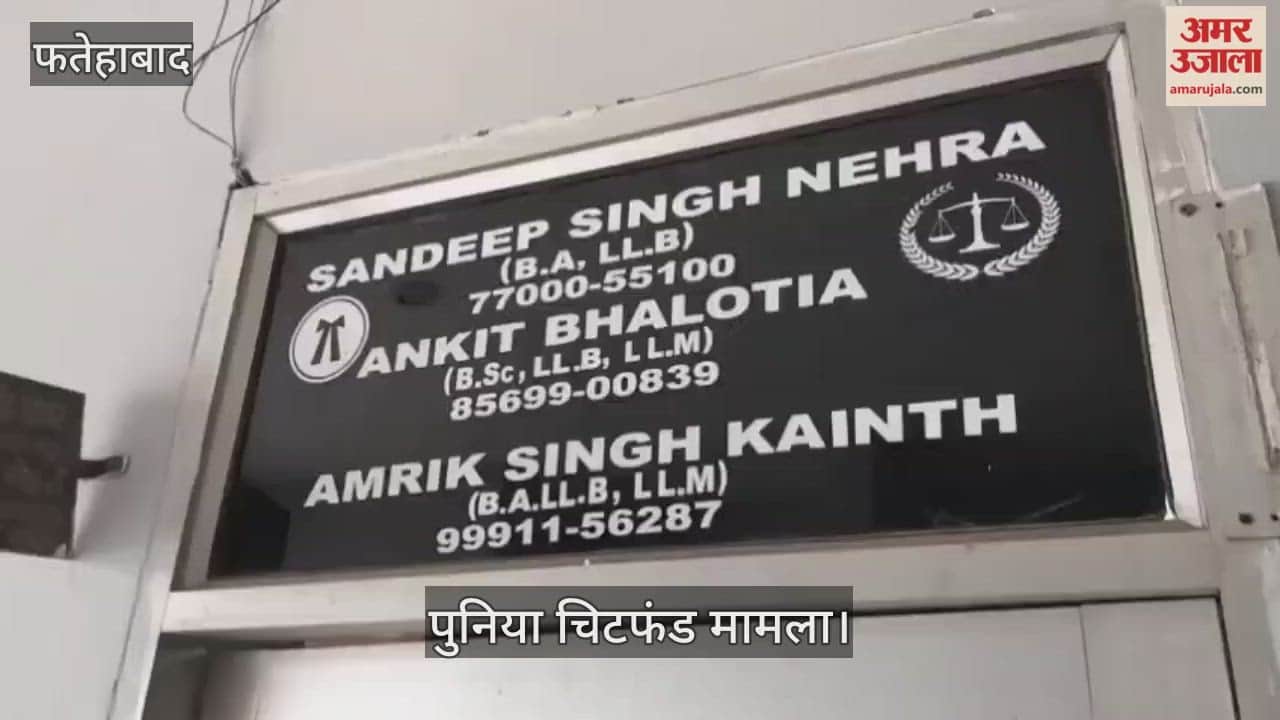 फतेहाबाद
अमर
उजाला
amarujala.com
SANDEEP SINGH NEHRA
(B.A, LL.B)
77000-55100
ANKIT BHALOTIA
(B.Sc, LL.B, LL.M)
85699-00839
AMRIK SINGH KAINTH
(B.A.LL.B, LL.M)
99911-56287
पुनिया चिटफंड मामला।